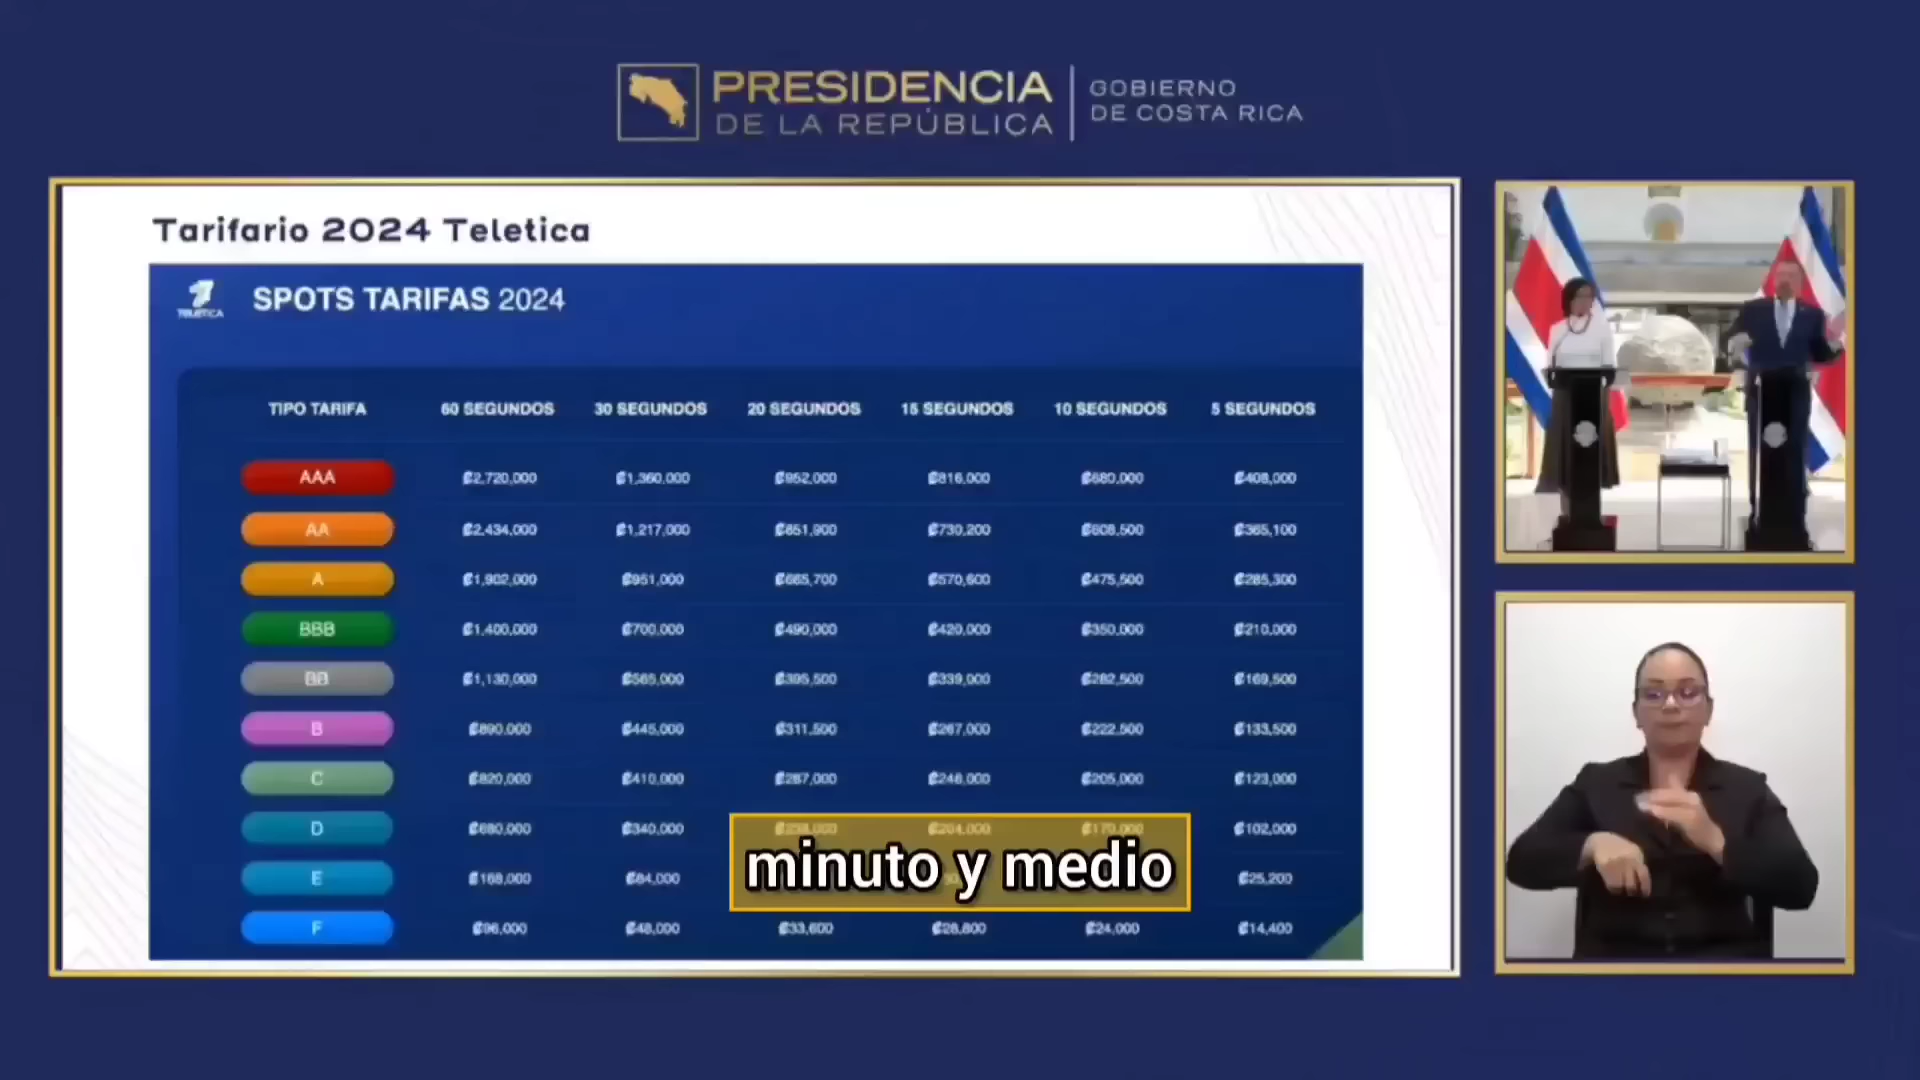 PRESIDENCIA
DE LA REPÚBLICA
GOBIERNO
DE COSTA RICA
Tarifario 2024 Teletica
TELETICA
SPOTS TARIFAS 2024
TIPO TARIFA 60 SEGUNDOS 30 SEGUNDOS 20 SEGUNDOS 15 SEGUNDOS 10 SEGUNDOS 5 SEGUNDOS
AAA ₡2,720,000 ₡1,360,000 ₡952,000 ₡816,000 ₡680,000 ₡408,000
AA ₡2,434,000 ₡1,217,000 ₡851,900 ₡730,200 ₡608,500 ₡365,100
A ₡1,902,000 ₡951,000 ₡665,700 ₡570,600 ₡475,500 ₡285,300
BBB ₡1,400,000 ₡700,000 ₡490,000 ₡420,000 ₡350,000 ₡210,000
BB ₡1,130,000 ₡565,000 ₡395,500 ₡339,000 ₡282,500 ₡169,500
B ₡890,000 ₡445,000 ₡311,500 ₡267,000 ₡222,500 ₡133,500
C ₡820,000 ₡410,000 ₡287,000 ₡246,000 ₡205,000 ₡123,000
D ₡680,000 ₡340,000 ₡238,000 ₡204,000 ₡170,000 ₡102,000
E ₡168,000 ₡84,000 ₡25,200
minuto y medio
F ₡96,000 ₡48,000 ₡33,600 ₡28,800 ₡24,000 ₡14,400